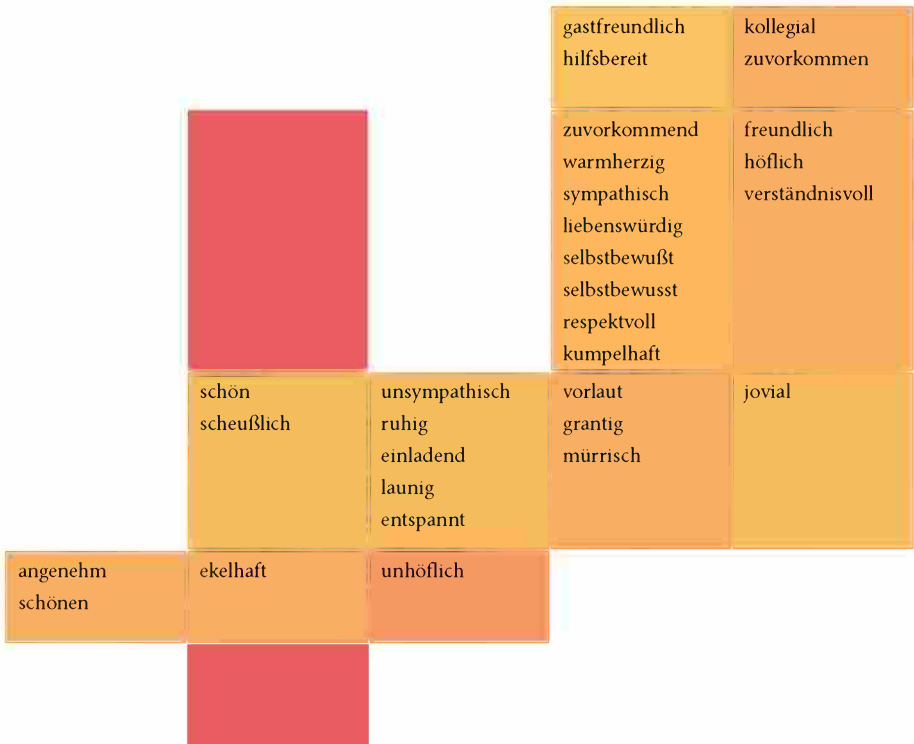 gastfreundlich
hilfsbereit
kollegial
zuvorkommen
zuvorkommend
warmherzig
sympathisch
liebenswürdig
selbstbewußt
selbstbewusst
respektvoll
kumpelhaft
freundlich
höflich
verständnisvoll
schön
scheußlich
unsympathisch
ruhig
einladend
launig
entspannt
vorlaut
grantig
mürrisch
jovial
angenehm
schönen
ekelhaft
unhöflich